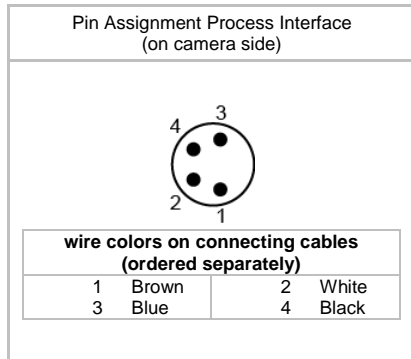 Pin Assignment Process Interface
(on camera side)
3
4
2
1
wire colors on connecting cables
(ordered separately)
1 Brown 2 White
3 Blue 4 Black